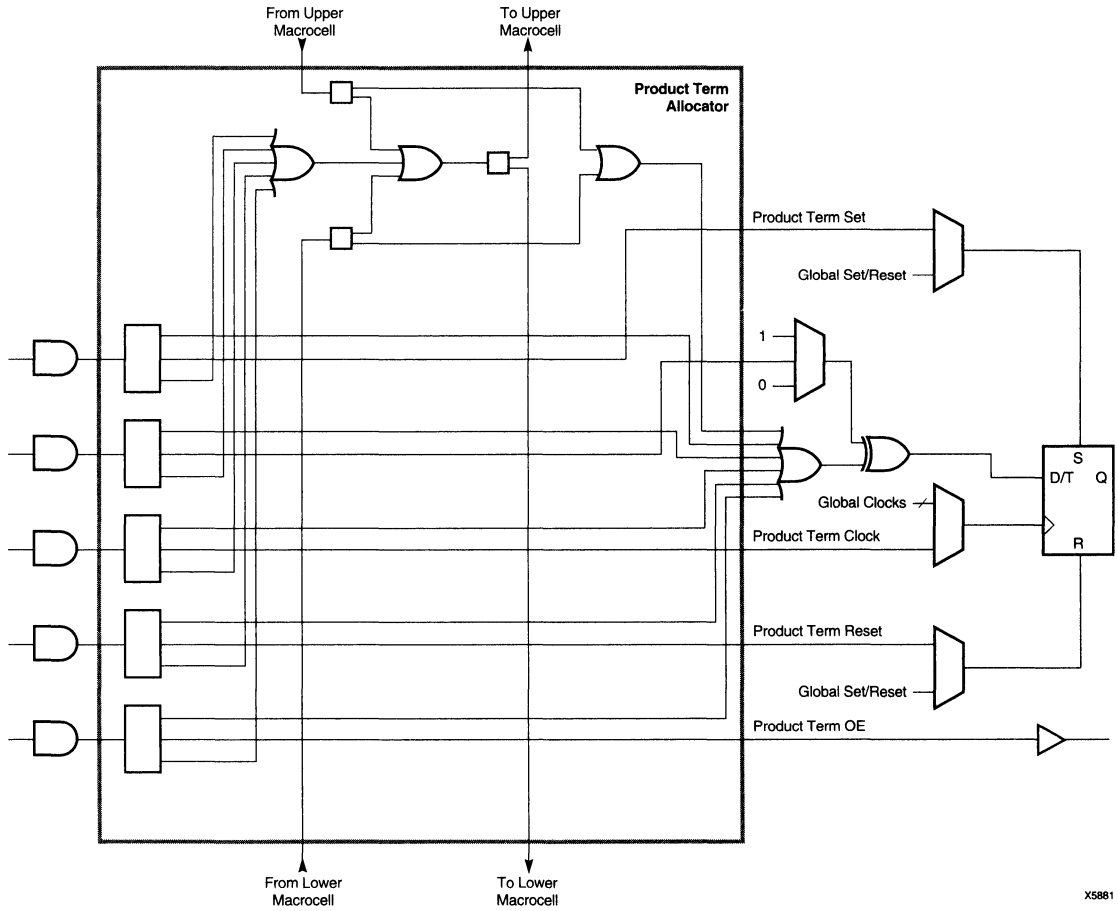 From Upper
Macrocell
To Upper
Macrocell
Product Term
Allocator
Product Term Set
Global Set/Reset
1
0
S
D/T Q
Global Clocks
Product Term Clock
R
Product Term Reset
Global Set/Reset
Product Term OE
From Lower
Macrocell
To Lower
Macrocell
X5881